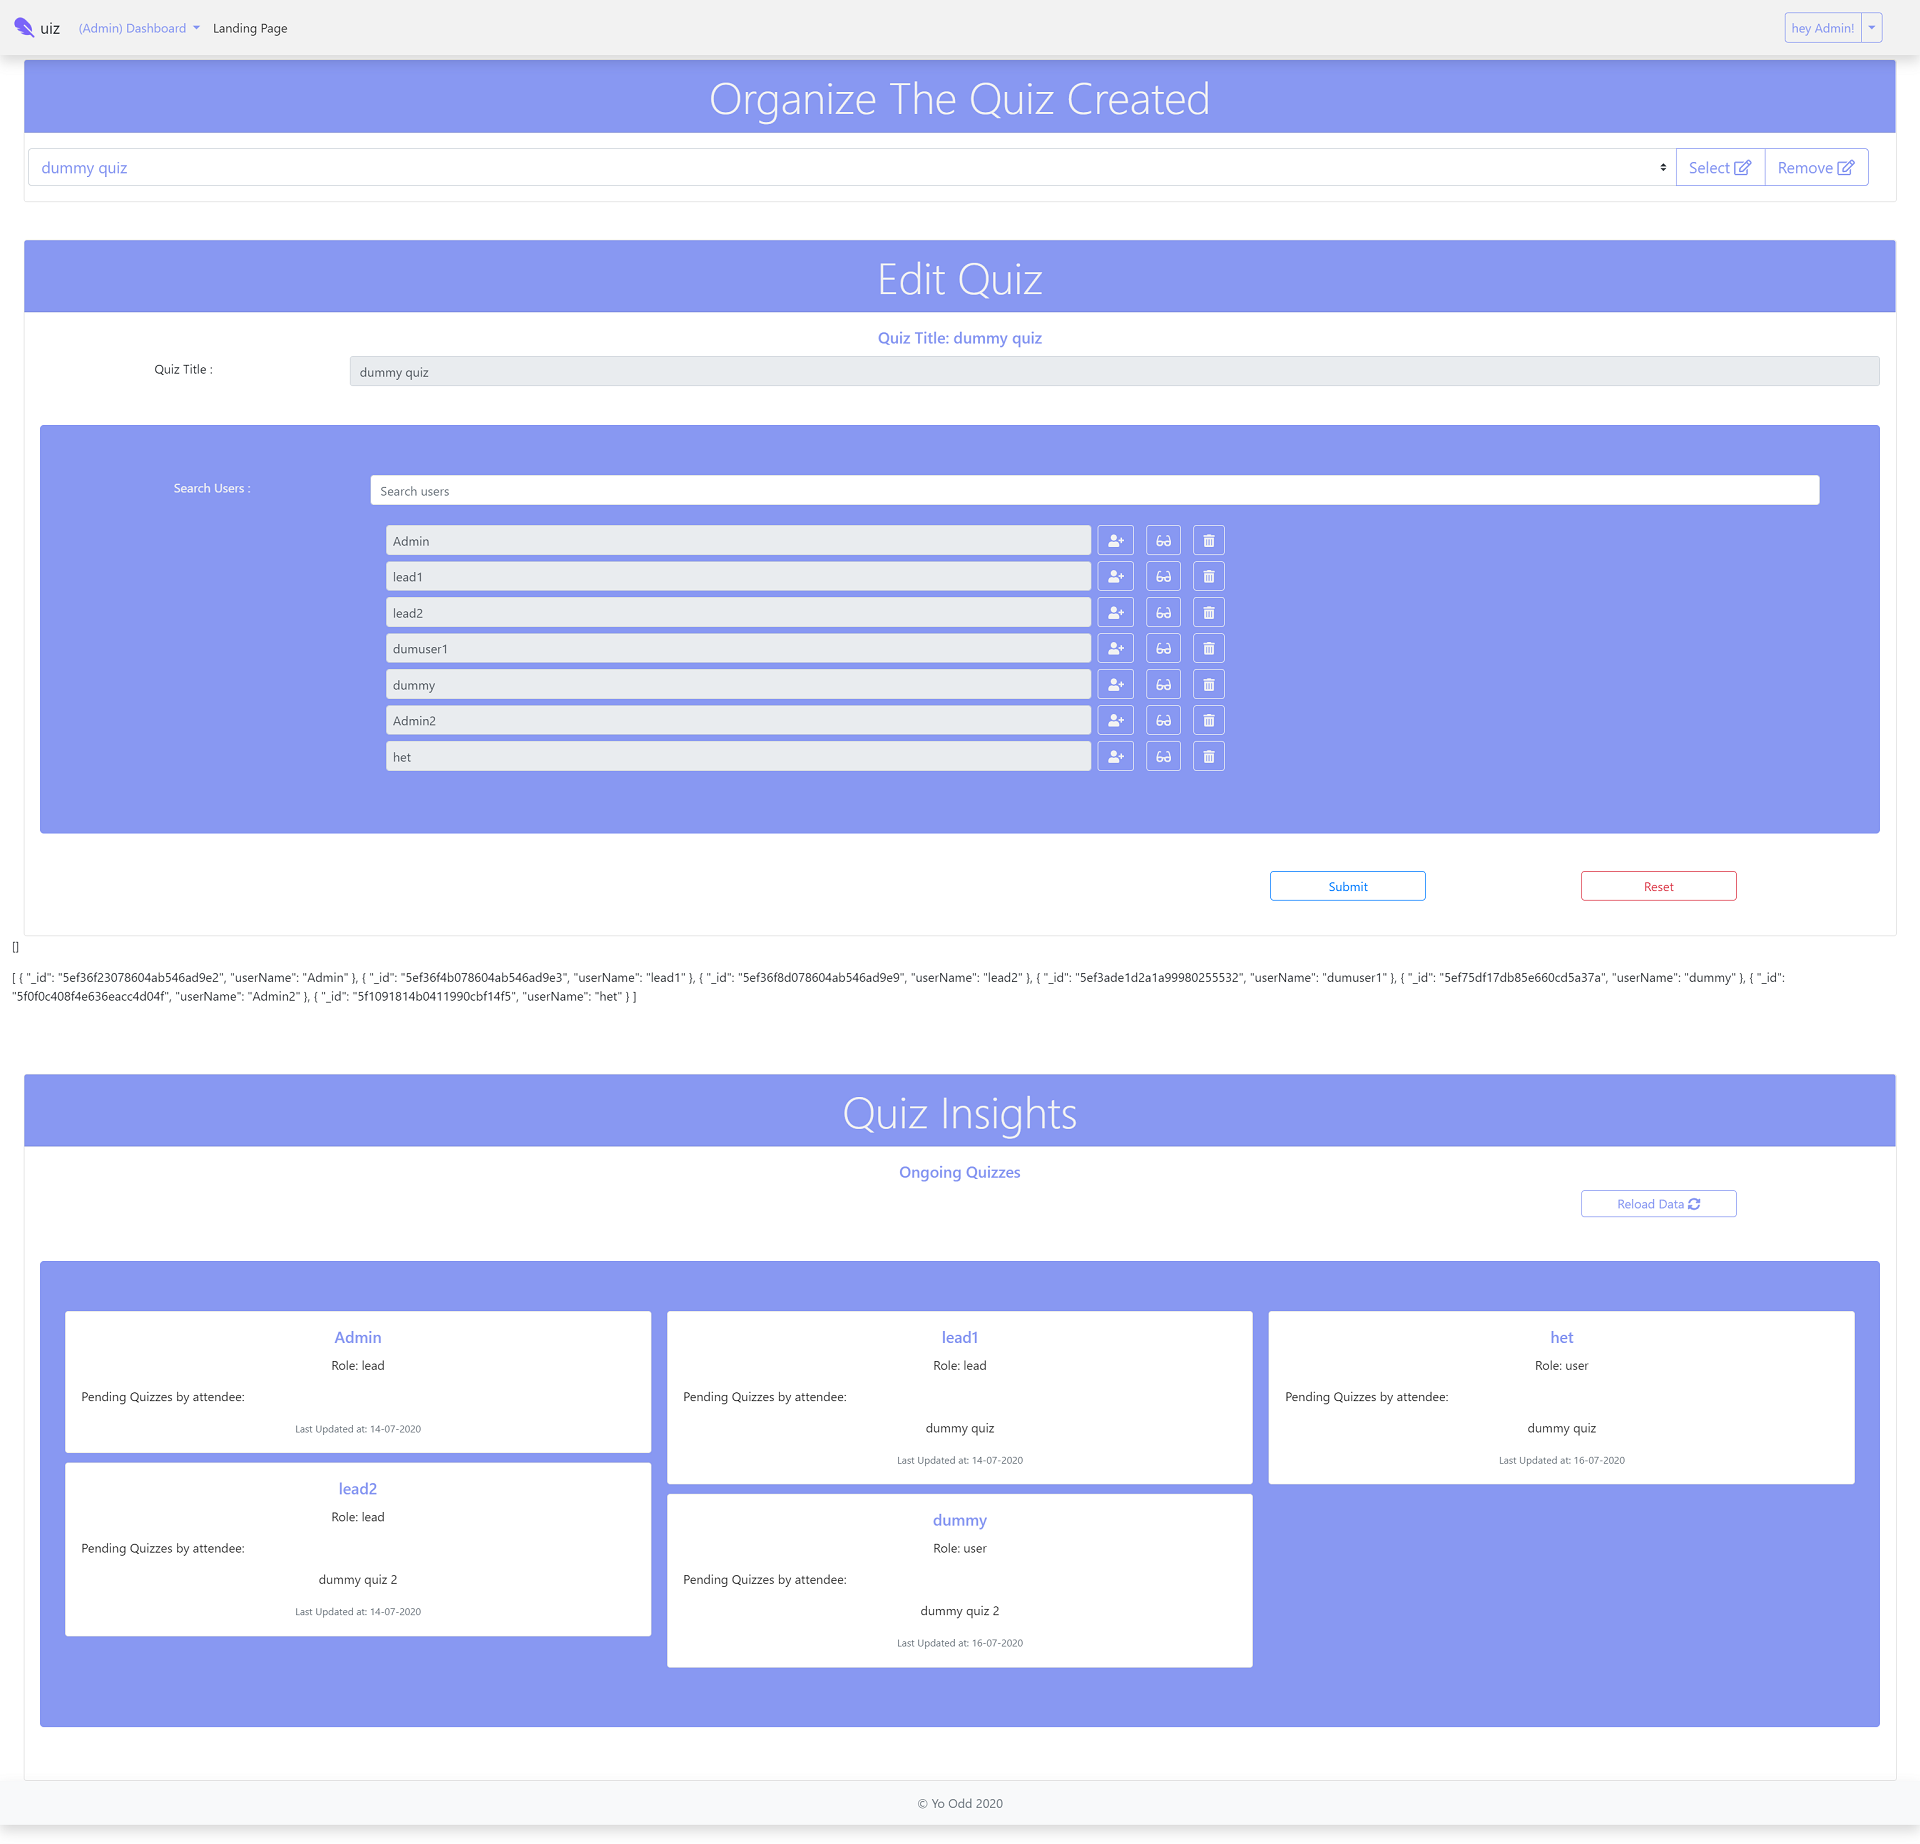 uiz (Admin) Dashboard Landing Page hey Admin!
Organize The Quiz Created
dummy quiz Select Remove
Edit Quiz
Quiz Title: dummy quiz
Quiz Title : dummy quiz
Search Users : Search users
Admin
lead1
lead2
dumuser1
dummy
Admin2
het
Submit Reset
[]
[ { "_id": "5ef36f23078604ab546ad9e2", "userName": "Admin" }, { "_id": "5ef36f4b078604ab546ad9e3", "userName": "lead1" }, { "_id": "5ef36f8d078604ab546ad9e9", "userName": "lead2" }, { "_id": "5ef3ade1d2a1a99980255532", "userName": "dumuser1" }, { "_id": "5ef75df17db85e660cd5a37a", "userName": "dummy" }, { "_id":
"5f0f0c408f4e636eacc4d04f", "userName": "Admin2" }, { "_id": "5f1091814b0411990cbf14f5", "userName": "het" } ]
Quiz Insights
Ongoing Quizzes
Reload Data
Admin
Role: lead
Pending Quizzes by attendee:
Last Updated at: 14-07-2020
lead2
Role: lead
Pending Quizzes by attendee:
dummy quiz 2
Last Updated at: 14-07-2020
lead1
Role: lead
Pending Quizzes by attendee:
dummy quiz
Last Updated at: 14-07-2020
dummy
Role: user
Pending Quizzes by attendee:
dummy quiz 2
Last Updated at: 16-07-2020
het
Role: user
Pending Quizzes by attendee:
dummy quiz
Last Updated at: 16-07-2020
© Yo Odd 2020